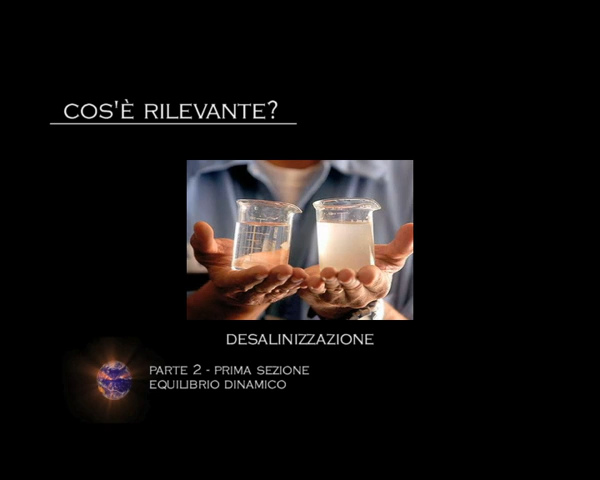 COS'È RILEVANTE?
DESALINIZZAZIONE
PARTE 2 - PRIMA SEZIONE
EQUILIBRIO DINAMICO